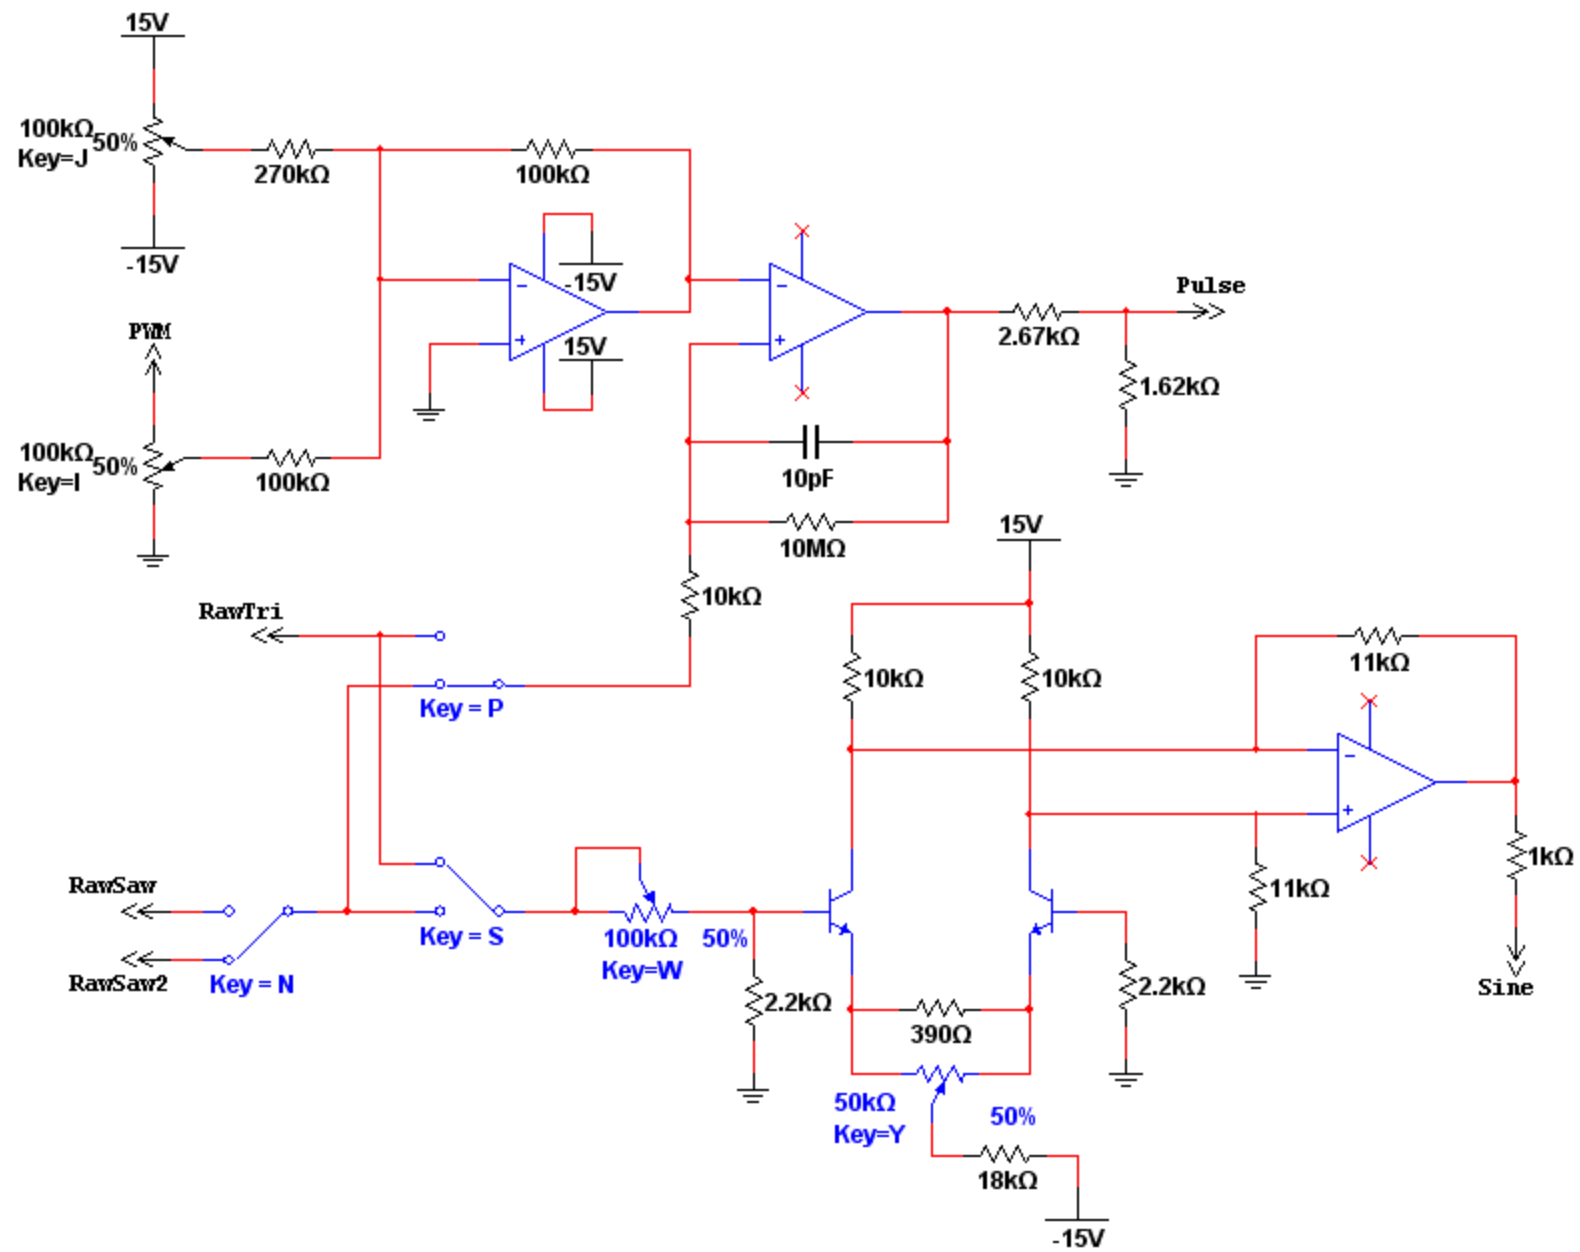 15V
100kΩ 50%
Key=J
270kΩ
100kΩ
-15V
-15V
15V
PWM
100kΩ 50%
Key=I
100kΩ
Pulse
2.67kΩ
1.62kΩ
10pF
10MΩ
15V
10kΩ
RawTri
Key = P
10kΩ
10kΩ
11kΩ
RawSaw
RawSaw2
Key = N
Key = S
100kΩ 50%
Key=W
2.2kΩ
390Ω
2.2kΩ
11kΩ
1kΩ
Sine
50kΩ 50%
Key=Y
18kΩ
-15V